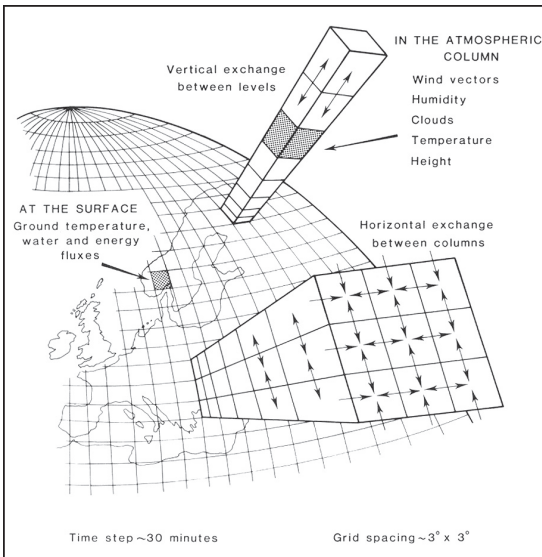 IN THE ATMOSPHERIC
COLUMN
Wind vectors
Humidity
Clouds
Temperature
Height
Vertical exchange
between levels
AT THE SURFACE
Ground temperature,
water and energy
fluxes
Horizontal exchange
between columns
Time step ~30 minutes
Grid spacing ~3° x 3°